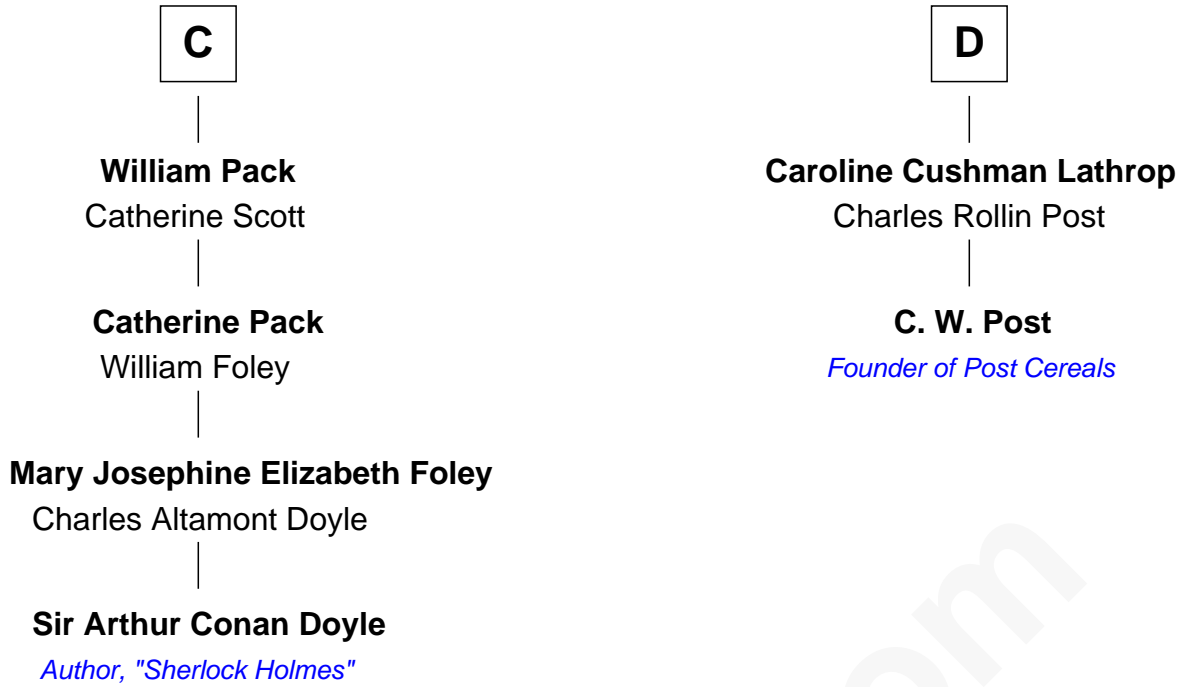 C
William Pack
Catherine Scott
Catherine Pack
William Foley
Mary Josephine Elizabeth Foley
Charles Altamont Doyle
Sir Arthur Conan Doyle
Author, "Sherlock Holmes"
D
Caroline Cushman Lathrop
Charles Rollin Post
C. W. Post
Founder of Post Cereals
om